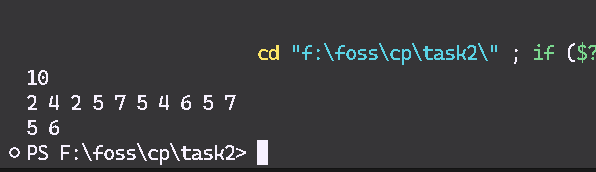 cd "f:\foss\cp\task2\" ; if ($?
10
2 4 2 5 7 5 4 6 5 7
5 6
PS F:\foss\cp\task2>